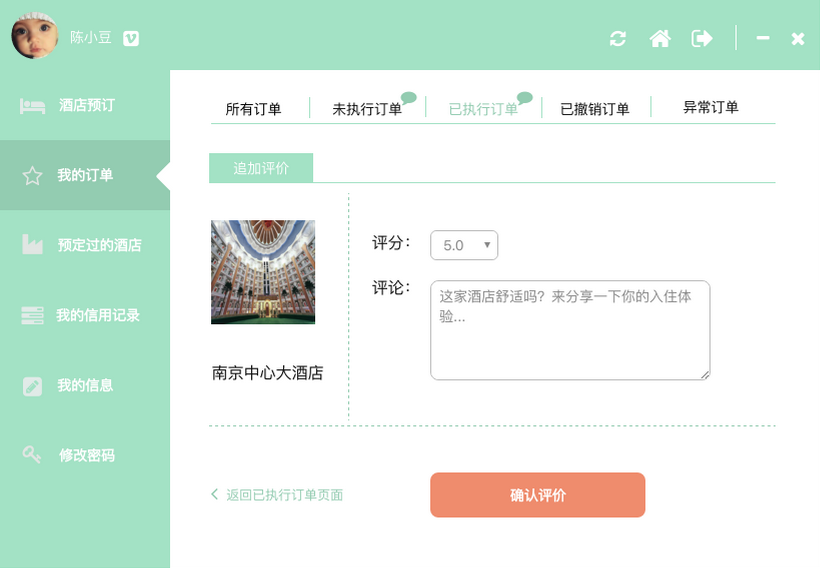 陈小豆
酒店预订
我的订单
预定过的酒店
我的信用记录
我的信息
修改密码
所有订单
未执行订单
已执行订单
已撤销订单
异常订单
追加评价
南京中心大酒店
评分：
5.0
评论：
这家酒店舒适吗？来分享一下你的入住体
验...
返回已执行订单页面
确认评价